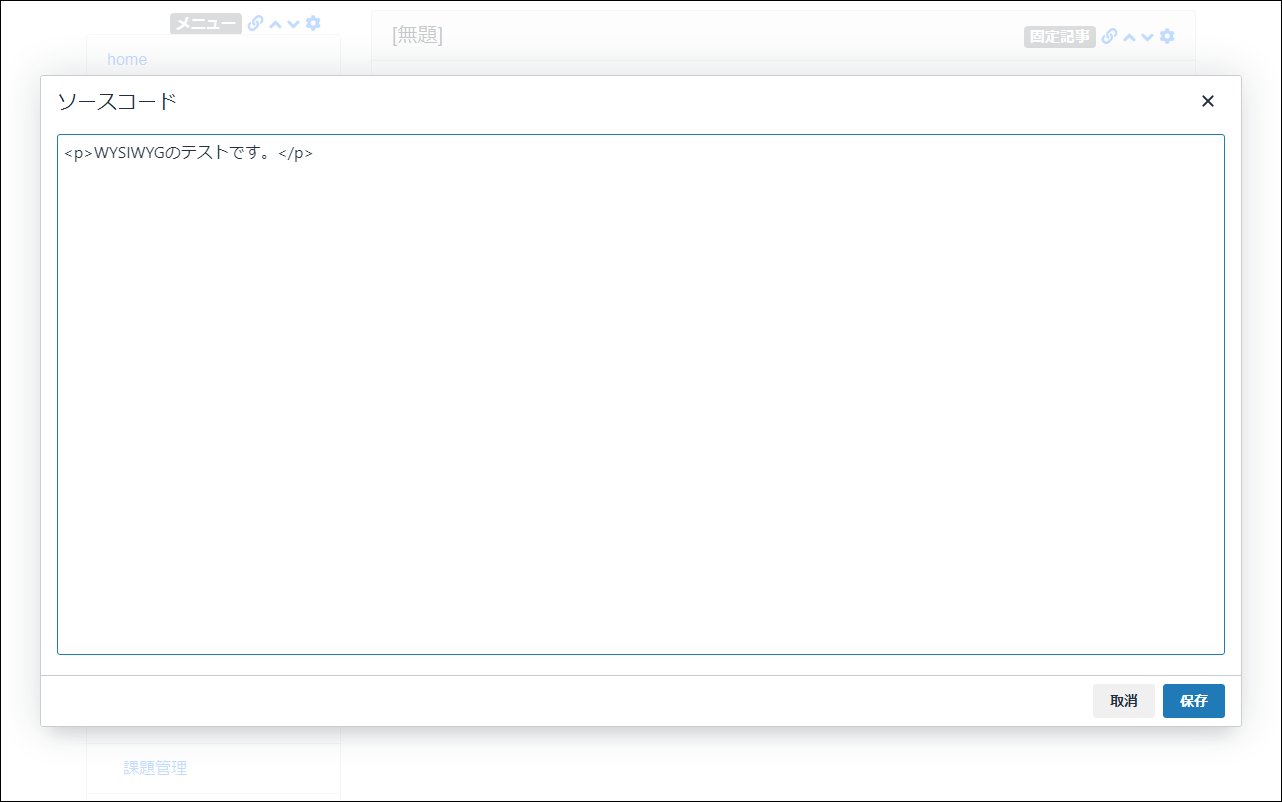 メニュー
home
[無題]
固定記事
ソースコード
<p>WYSIWYGのテストです。</p>
取消
保存
課題管理